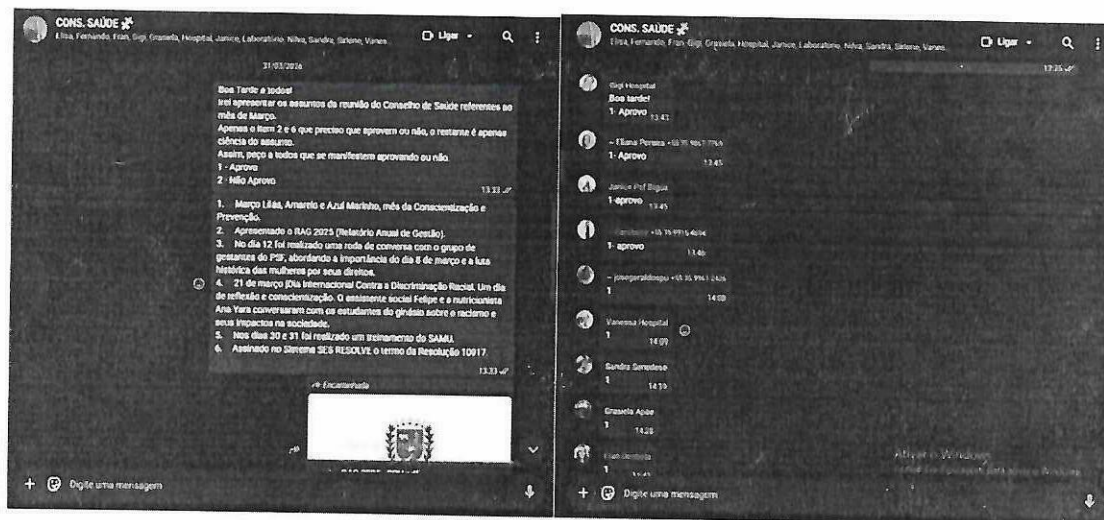 CONS. SAÚDE
Elisa, Fernando, Fran, Gigi, Grasiela, Hospital, Janice, Laboratório, Nilva, Sandra, Sirlene, Vanes...
Ligar
31/03/2026
Boa Tarde a todos!
Irei apresentar os assuntos da reunião do Conselho de Saúde referentes ao
mês de Março.
Apenas o item 2 e 6 que preciso que aprovem ou não, o restante é apenas
ciência do assunto.
Assim, peço a todos que se manifestem aprovando ou não.
1 - Aprovo
2 - Não Aprovo
13:33
1. Março Lilás, Amarelo e Azul Marinho, mês da Conscientização e
Prevenção.
2. Apresentado o RAG 2025 (Relatório Anual de Gestão).
3. No dia 12 foi realizado uma roda de conversa com o grupo de
gestantes do PSF, abordando a importância do dia 8 de março e a luta
histórica das mulheres por seus direitos.
4. 21 de março |Dia Internacional Contra a Discriminação Racial. Um dia
de reflexão e conscientização. O assistente social Felipe e a nutricionista
Ana Yara conversaram com os estudantes do ginásio sobre o racismo e
seus impactos na sociedade.
5. Nos dias 30 e 31 foi realizado um treinamento do SAMU.
6. Assinado no Sistema SES RESOLVE o termo da Resolução 10917.
13:33
Encaminhada
Digite uma mensagem
CONS. SAÚDE
Elisa, Fernando, Fran, Gigi, Grasiela, Hospital, Janice, Laboratório, Nilva, Sandra, Sirlene, Vanes...
Ligar
13:35
Gigi Hospital
Boa tarde!
1- Aprovo
13:43
~ Eliana Pereira
1- Aprovo
13:45
Janice Psf
1-aprovo
13:45
1- aprovo
13:46
1
14:08
Vanessa Hospital
1
14:09
Sandra
1
Grasiela Apae
1
14:28
1
Ativar o Windows
Digite uma mensagem